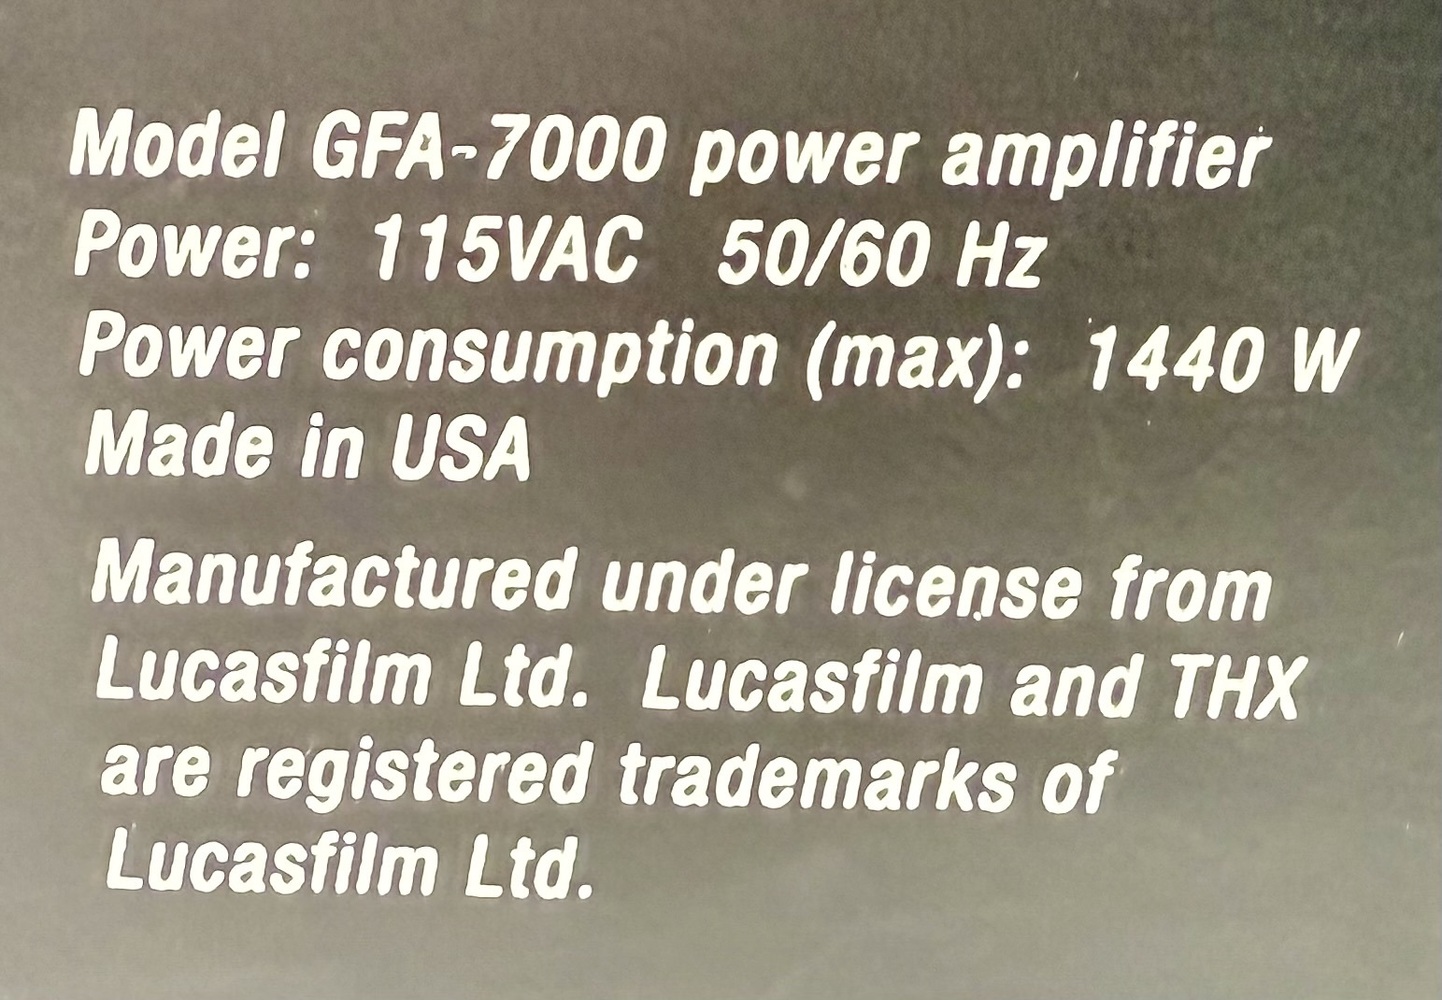 Model GFA-7000 power amplifier
Power: 115VAC 50/60 Hz
Power consumption (max): 1440 W
Made in USA
Manufactured under license from
Lucasfilm Ltd. Lucasfilm and THX
are registered trademarks of
Lucasfilm Ltd.